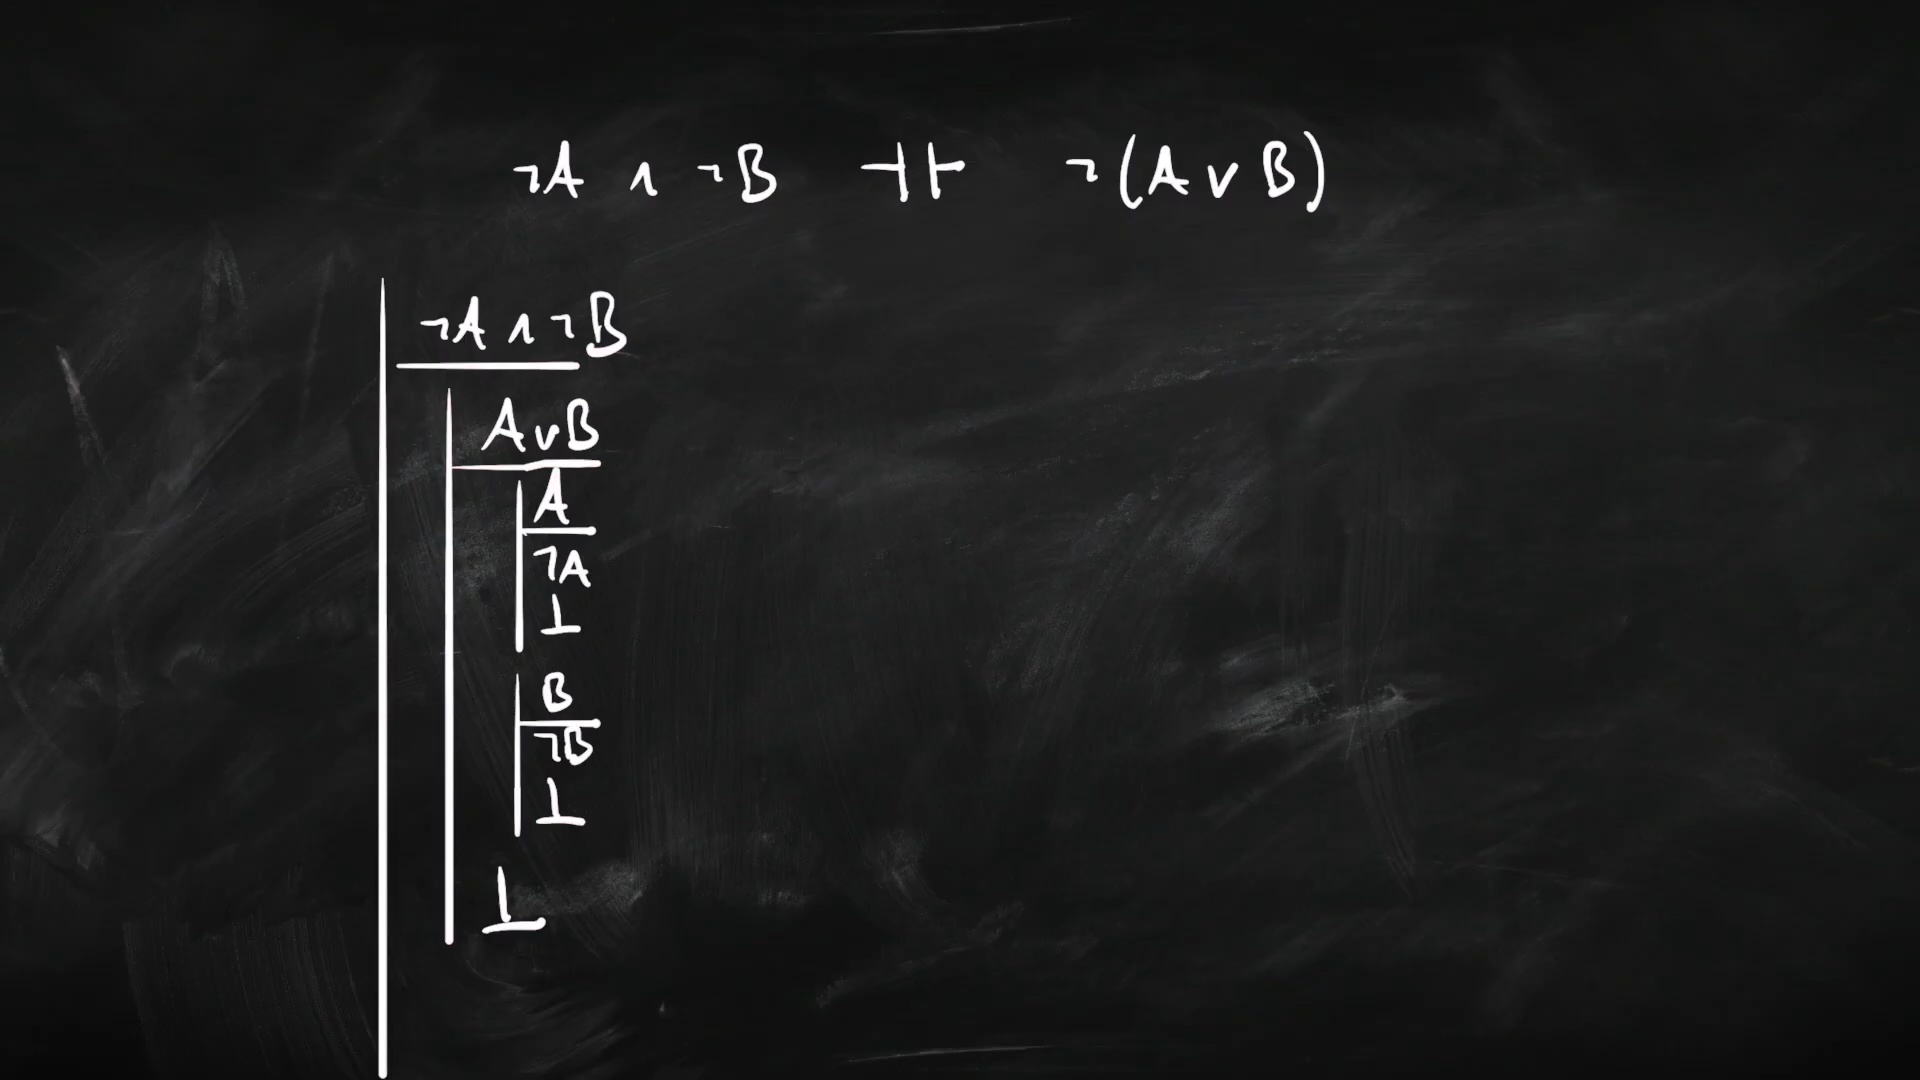 ¬A ∧ ¬B ⊣⊢ ¬(A ∨ B)
¬A ∧ ¬B
A ∨ B
A
¬A
⊥
B
¬B
⊥
⊥